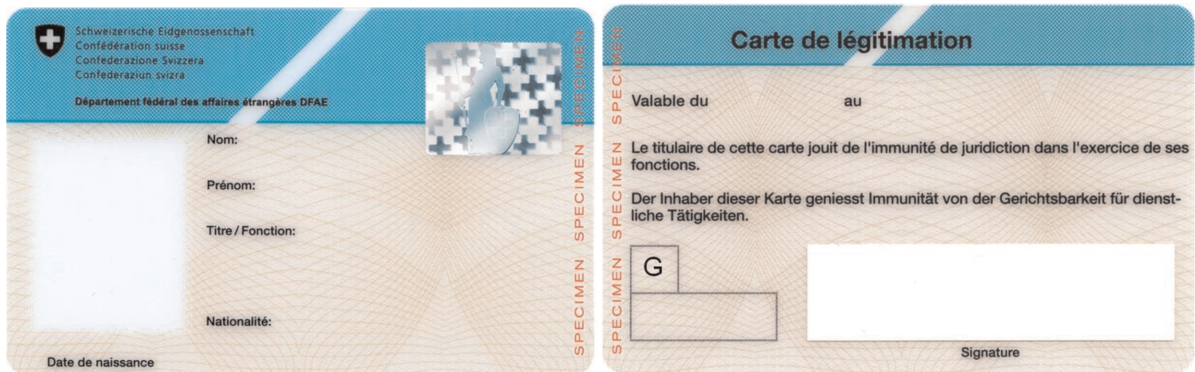 Schweizerische Eidgenossenschaft
Confédération suisse
Confederazione Svizzera
Confederaziun svizra
Département fédéral des affaires étrangères DFAE
Nom:
Prénom:
Titre / Fonction:
Nationalité:
Date de naissance
SPECIMEN SPECIMEN SPECIMEN
SPECIMEN SPECIMEN SPECIMEN
Carte de légitimation
Valable du au
Le titulaire de cette carte jouit de l'immunité de juridiction dans l'exercice de ses
fonctions.
Der Inhaber dieser Karte geniesst Immunität von der Gerichtsbarkeit für dienst-
liche Tätigkeiten.
G
Signature